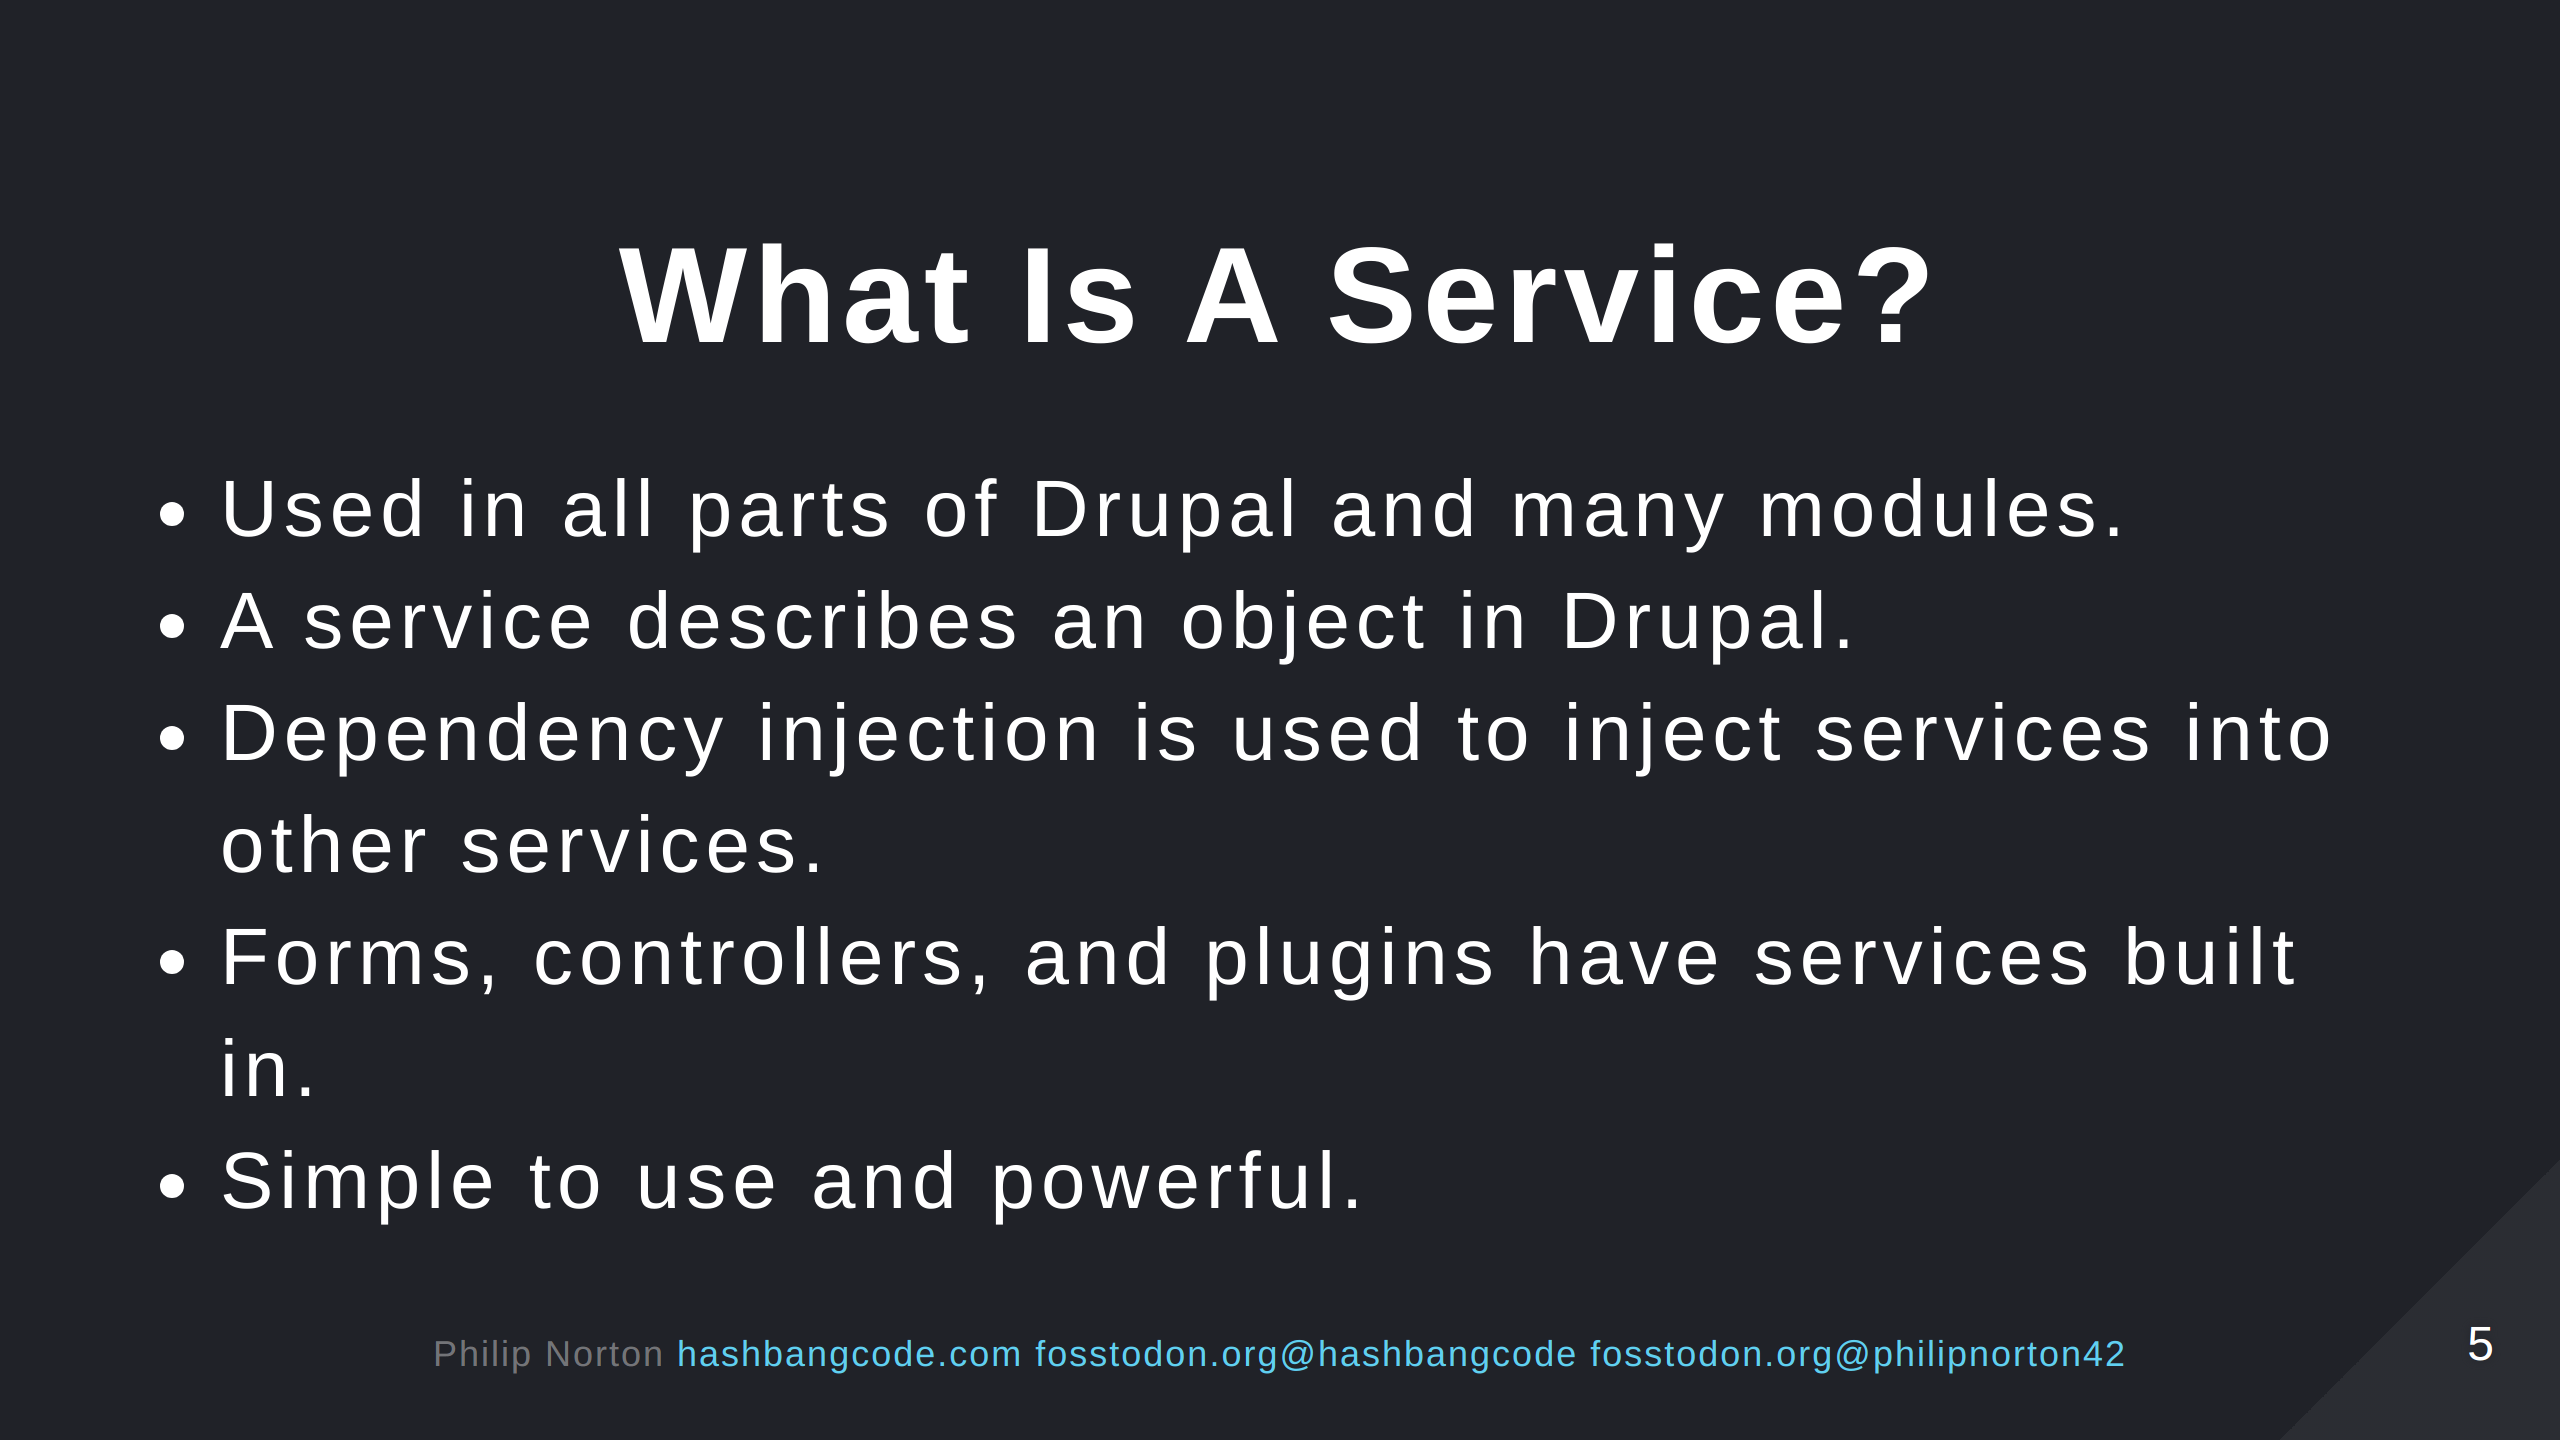 What Is A Service?
• Used in all parts of Drupal and many modules.
• A service describes an object in Drupal.
• Dependency injection is used to inject services into
other services.
• Forms, controllers, and plugins have services built
in.
• Simple to use and powerful.
Philip Norton hashbangcode.com fosstodon.org@hashbangcode fosstodon.org@philipnorton42
5